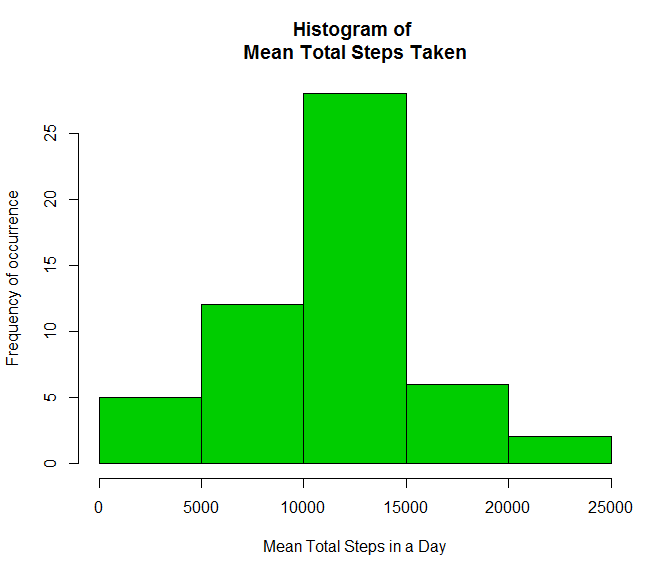 Histogram of
Mean Total Steps Taken
Frequency of occurrence
25
20
15
10
5
0
0 5000 10000 15000 20000 25000
Mean Total Steps in a Day